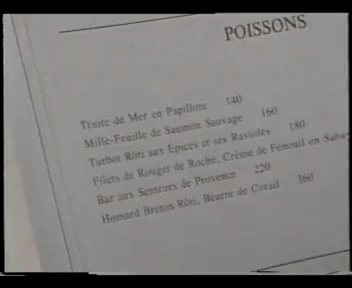 POISSONS
Truite de Mer en Papillote 140
Mille-Feuille de Saumon Sauvage 160
Turbot Rôti aux Épices et ses Ravioles 180
Filets de Rouget de Roche, Crème de Fenouil en
Bar aux Senteurs de Provence 220
Homard Breton Rôti, Beurre de Corail 360